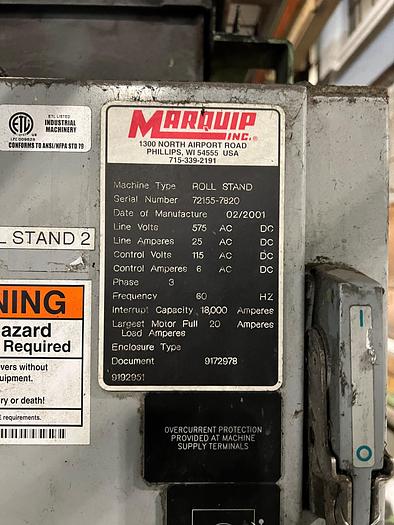 ETL LISTED
INDUSTRIAL
MACHINERY
CONFORMS TO ANSI/NFPA STD 79
MARQUIP
INC.®
1300 NORTH AIRPORT ROAD
PHILLIPS, WI 54555 USA
715-339-2191
Machine Type ROLL STAND
Serial Number 72155-7820
Date of Manufacture 02/2001
Line Volts 575 AC DC
Line Amperes 25 AC DC
Control Volts 115 AC DC
Control Amperes 6 AC DC
Phase 3
Frequency 60 HZ
Interrupt Capacity 18,000 Amperes
Largest Motor Full 20 Amperes
Load Amperes
Enclosure Type
Document 9172978
9192951
L STAND 2
NING
azard
Required
vers without
uipment.
ry or death!
E requirements.
OVERCURRENT PROTECTION
PROVIDED AT MACHINE
SUPPLY TERMINALS
I
O